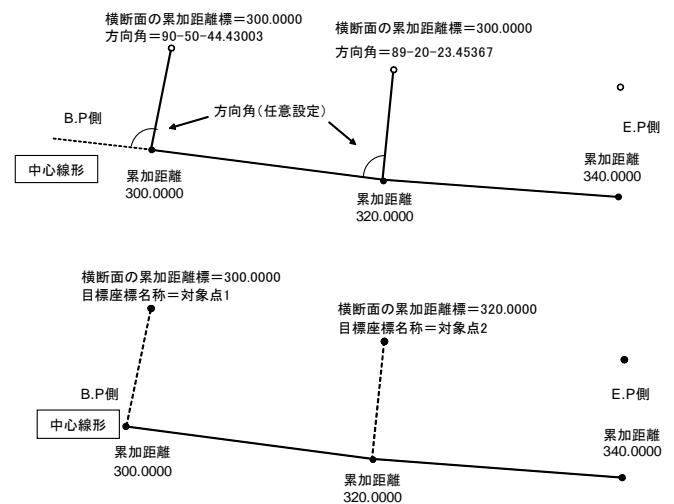 横断面の累加距離標=300.0000
方向角=90-50-44.43003
横断面の累加距離標=300.0000
方向角=89-20-23.45367
方向角(任意設定)
B.P側
E.P側
中心線形
累加距離
300.0000
累加距離
320.0000
累加距離
340.0000
横断面の累加距離標=300.0000
目標座標名称=対象点1
横断面の累加距離標=320.0000
目標座標名称=対象点2
B.P側
E.P側
中心線形
累加距離
300.0000
累加距離
320.0000
累加距離
340.0000